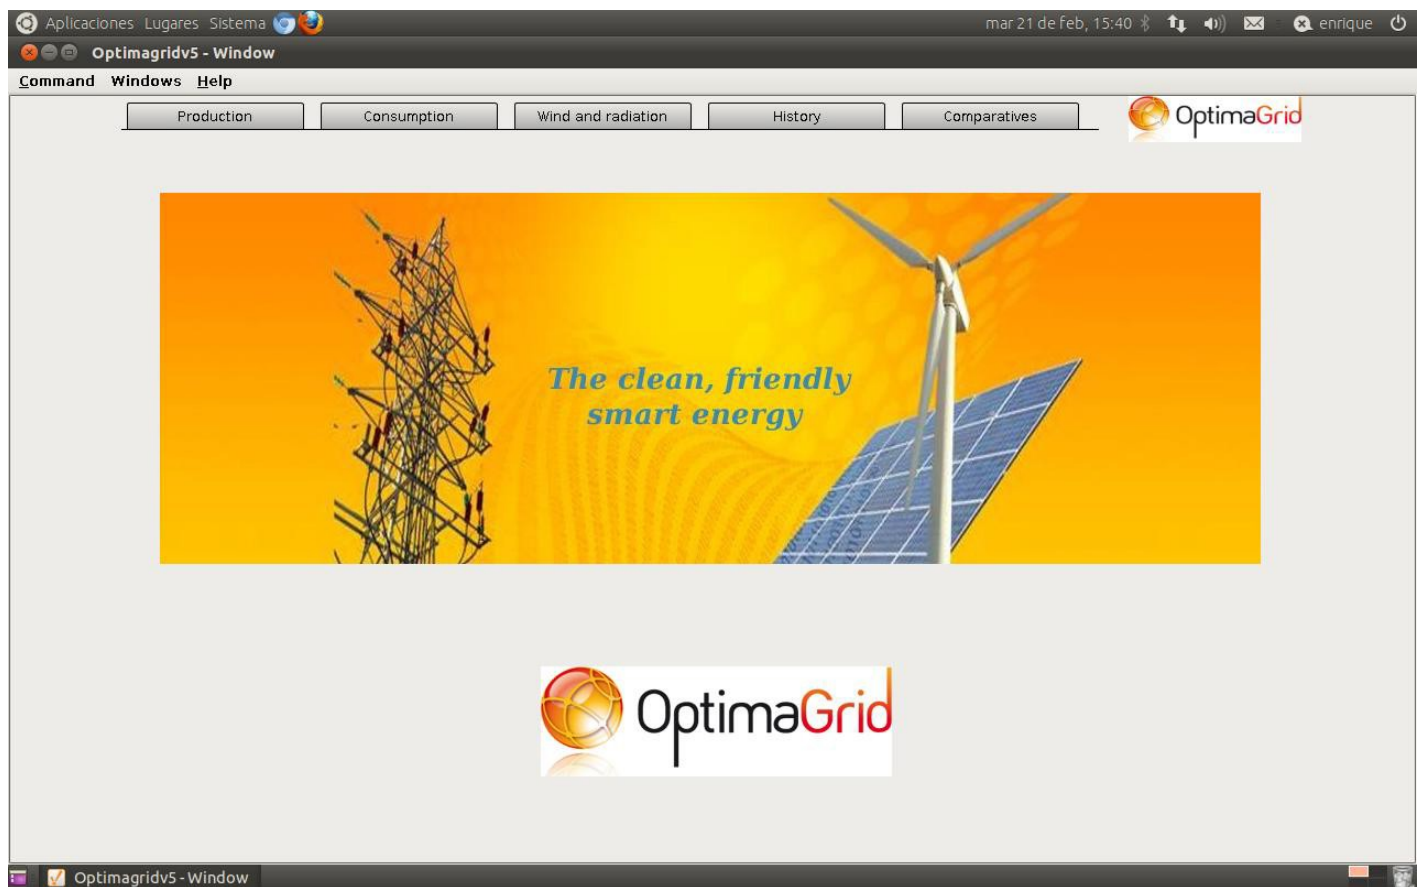 Aplicaciones Lugares Sistema mar 21 de feb, 15:40 enrique
Optimagridv5 - Window
Command Windows Help
Production Consumption Wind and radiation History Comparatives OptimaGrid
The clean, friendly
smart energy
OptimaGrid
Optimagridv5 - Window